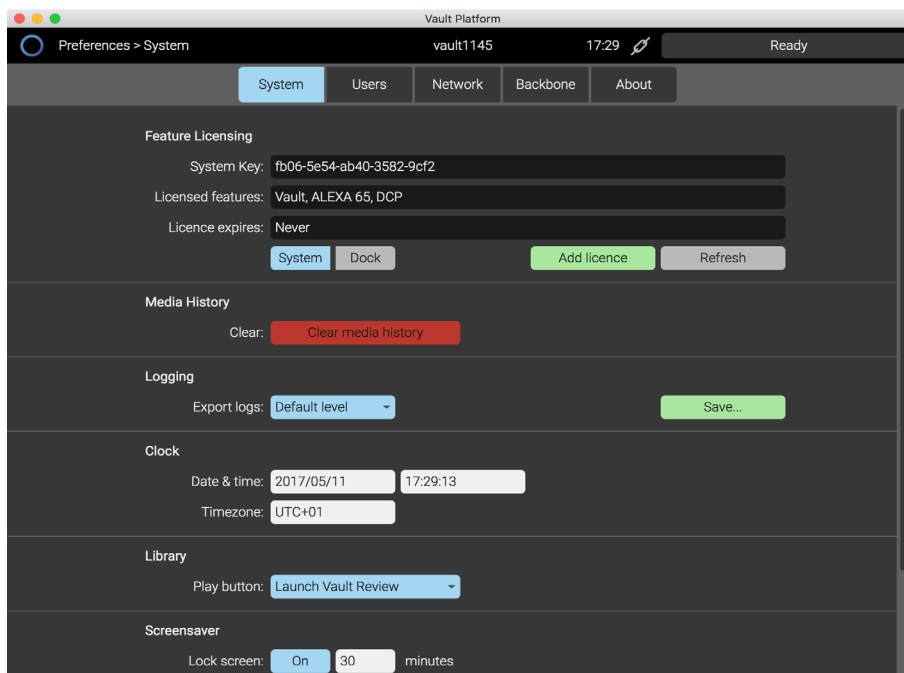 Vault Platform
Preferences > System vault1145 17:29 Ready
System Users Network Backbone About
Feature Licensing
System Key: fb06-5e54-ab40-3582-9cf2
Licensed features: Vault, ALEXA 65, DCP
Licence expires: Never
System Dock Add licence Refresh
Media History
Clear: Clear media history
Logging
Export logs: Default level Save...
Clock
Date & time: 2017/05/11 17:29:13
Timezone: UTC+01
Library
Play button: Launch Vault Review
Screensaver
Lock screen: On 30 minutes